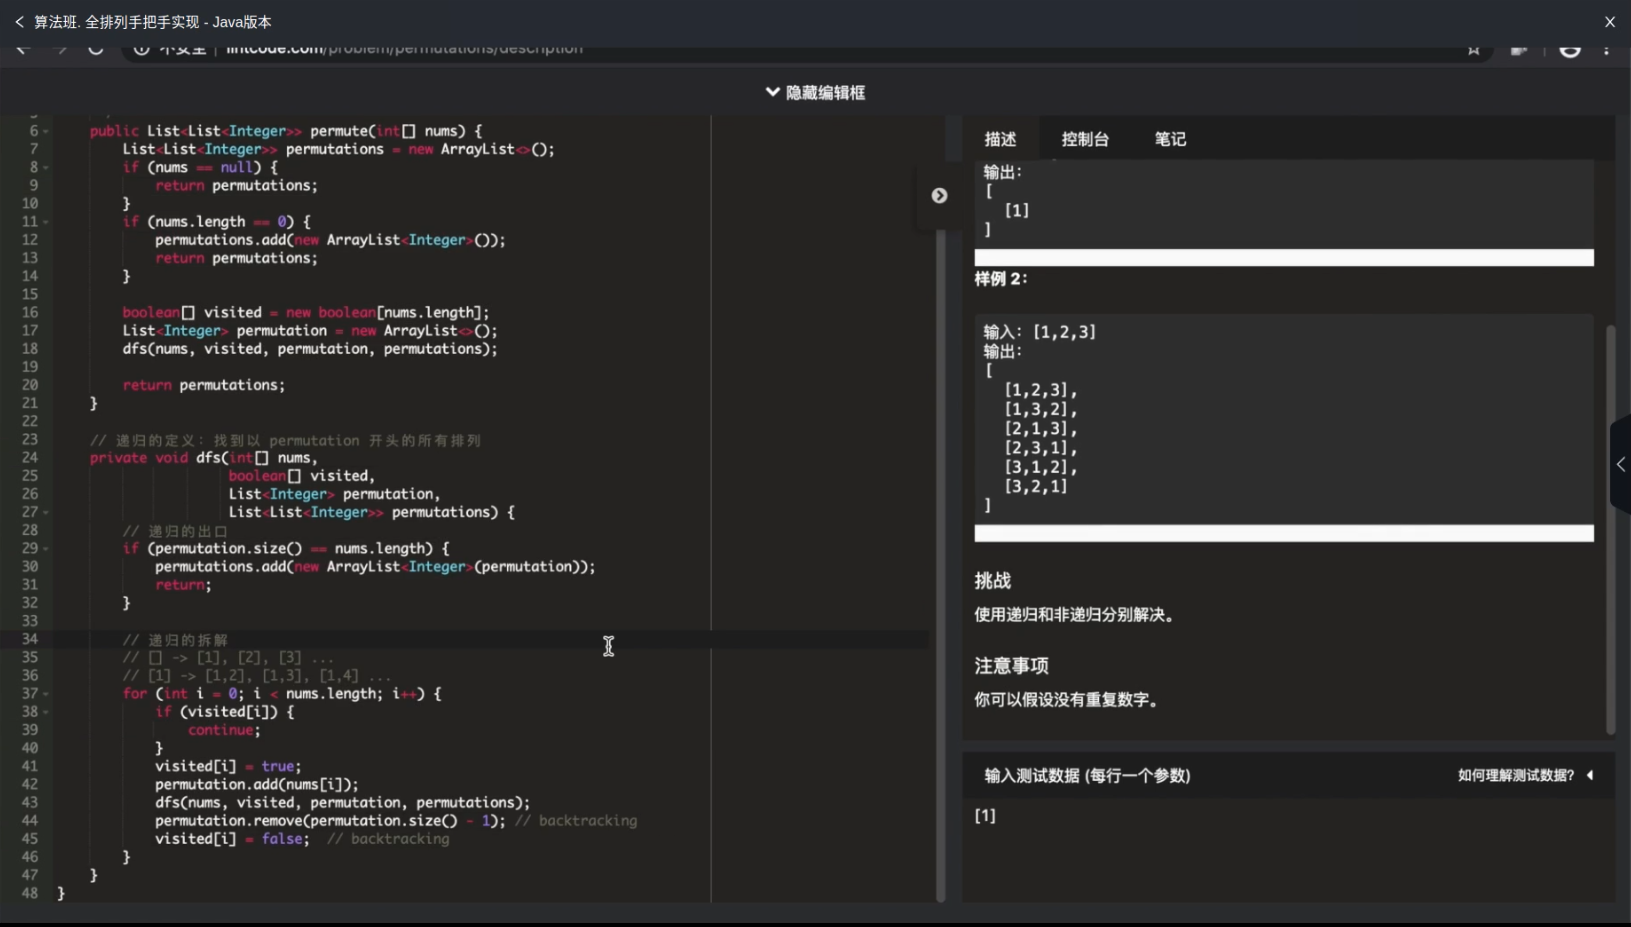 算法班. 全排列手把手实现 - Java版本
不安全 | lintcode.com/problem/permutations/description
隐藏编辑框
6 public List<List<Integer>> permute(int[] nums) {
7 List<List<Integer>> permutations = new ArrayList<>();
8 if (nums == null) {
9 return permutations;
10 }
11 if (nums.length == 0) {
12 permutations.add(new ArrayList<Integer>());
13 return permutations;
14 }
15
16 boolean[] visited = new boolean[nums.length];
17 List<Integer> permutation = new ArrayList<>();
18 dfs(nums, visited, permutation, permutations);
19
20 return permutations;
21 }
22
23 // 递归的定义: 找到以 permutation 开头的所有排列
24 private void dfs(int[] nums,
25 boolean[] visited,
26 List<Integer> permutation,
27 List<List<Integer>> permutations) {
28 // 递归的出口
29 if (permutation.size() == nums.length) {
30 permutations.add(new ArrayList<Integer>(permutation));
31 return;
32 }
33
34 // 递归的拆解
35 // [] -> [1], [2], [3] ...
36 // [1] -> [1,2], [1,3], [1,4] ...
37 for (int i = 0; i < nums.length; i++) {
38 if (visited[i]) {
39 continue;
40 }
41 visited[i] = true;
42 permutation.add(nums[i]);
43 dfs(nums, visited, permutation, permutations);
44 permutation.remove(permutation.size() - 1); // backtracking
45 visited[i] = false; // backtracking
46 }
47 }
48 }
描述 控制台 笔记
输出:
[
[1]
]
样例 2:
输入: [1,2,3]
输出:
[
[1,2,3],
[1,3,2],
[2,1,3],
[2,3,1],
[3,1,2],
[3,2,1]
]
挑战
使用递归和非递归分别解决。
注意事项
你可以假设没有重复数字。
输入测试数据 (每行一个参数) 如何理解测试数据?
[1]